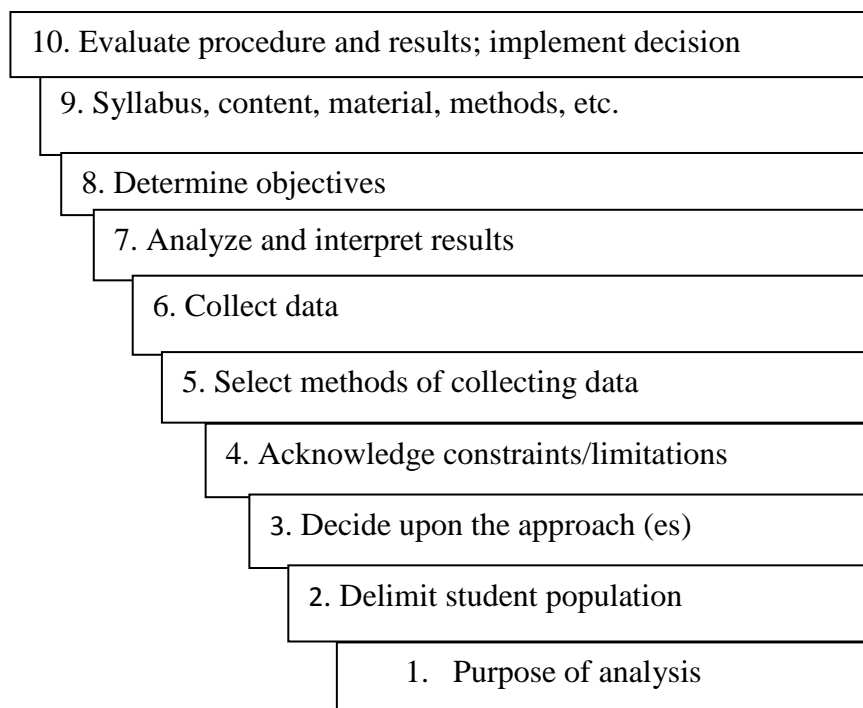 10. Evaluate procedure and results; implement decision
9. Syllabus, content, material, methods, etc.
8. Determine objectives
7. Analyze and interpret results
6. Collect data
5. Select methods of collecting data
4. Acknowledge constraints/limitations
3. Decide upon the approach (es)
2. Delimit student population
1. Purpose of analysis